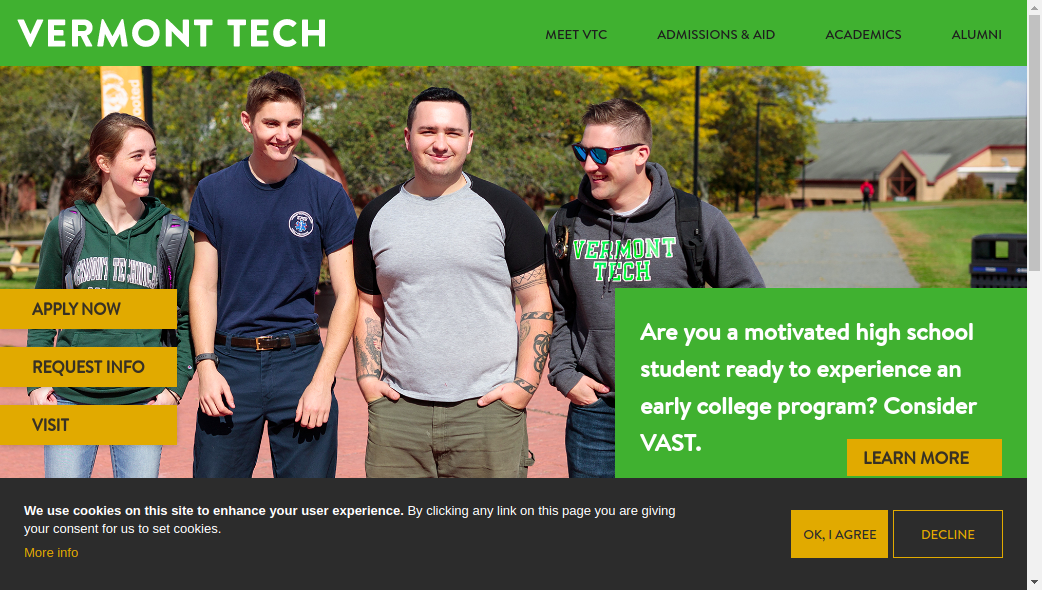 VERMONT TECH
MEET VTC
ADMISSIONS & AID
ACADEMICS
ALUMNI
VERMONT
TECH
APPLY NOW
REQUEST INFO
VISIT
Are you a motivated high school
student ready to experience an
early college program? Consider
VAST.
LEARN MORE
We use cookies on this site to enhance your user experience. By clicking any link on this page you are giving
your consent for us to set cookies.
More info
OK, I AGREE
DECLINE